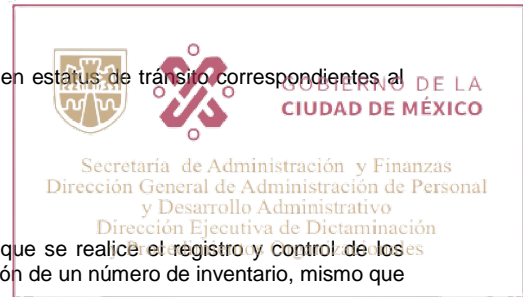 en estatus de tránsito correspondientes al
GOBIERNO DE LA
CIUDAD DE MÉXICO
Secretaría de Administración y Finanzas
Dirección General de Administración de Personal
y Desarrollo Administrativo
Dirección Ejecutiva de Dictaminación
y Procedimientos Organizacionales
que se realice el registro y control de los
ón de un número de inventario, mismo que